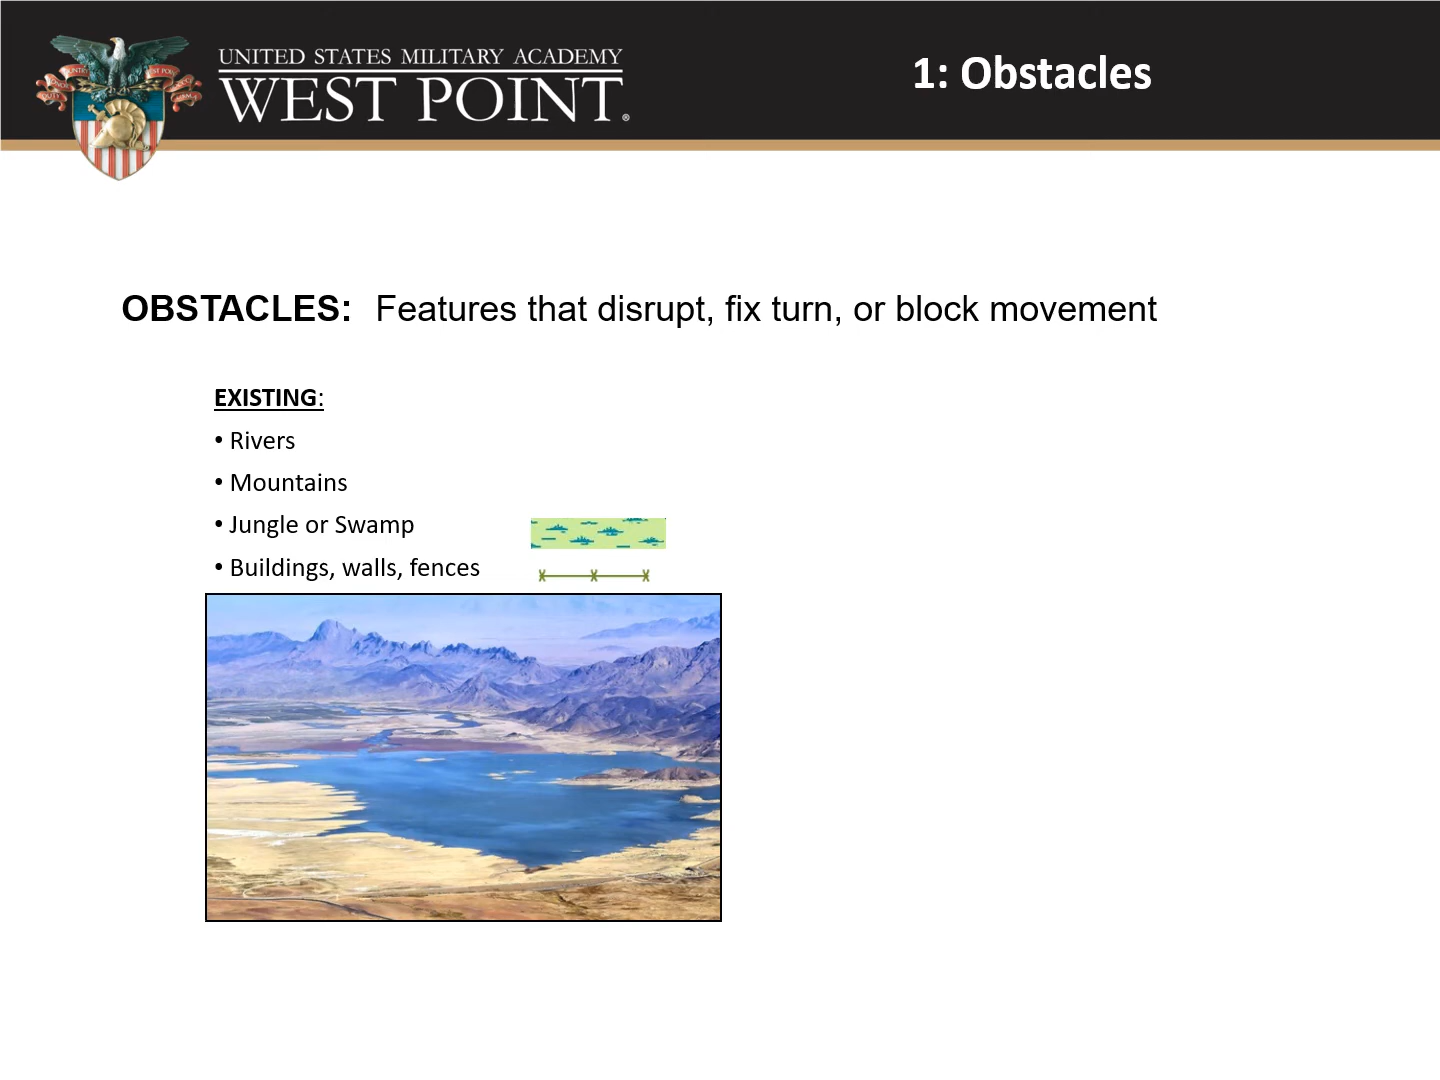 UNITED STATES MILITARY ACADEMY
WEST POINT®
1: Obstacles
OBSTACLES: Features that disrupt, fix turn, or block movement
EXISTING:
• Rivers
• Mountains
• Jungle or Swamp
• Buildings, walls, fences